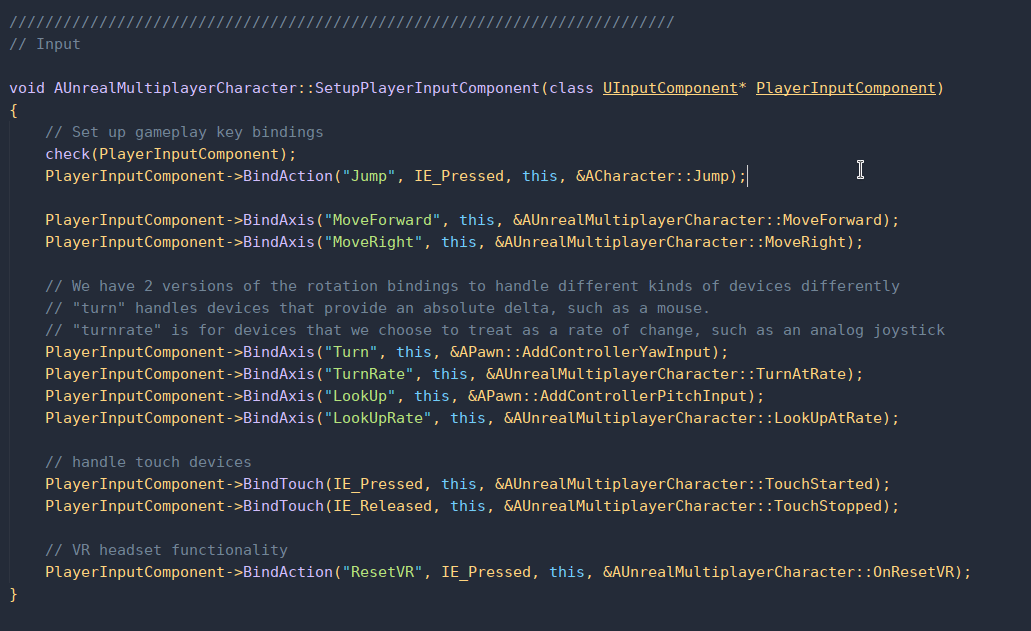 //////////////////////////////////////////////////////////////////////////
// Input
void AUnrealMultiplayerCharacter::SetupPlayerInputComponent(class UInputComponent* PlayerInputComponent)
{
// Set up gameplay key bindings
check(PlayerInputComponent);
PlayerInputComponent->BindAction("Jump", IE_Pressed, this, &ACharacter::Jump);
PlayerInputComponent->BindAxis("MoveForward", this, &AUnrealMultiplayerCharacter::MoveForward);
PlayerInputComponent->BindAxis("MoveRight", this, &AUnrealMultiplayerCharacter::MoveRight);
// We have 2 versions of the rotation bindings to handle different kinds of devices differently
// "turn" handles devices that provide an absolute delta, such as a mouse.
// "turnrate" is for devices that we choose to treat as a rate of change, such as an analog joystick
PlayerInputComponent->BindAxis("Turn", this, &APawn::AddControllerYawInput);
PlayerInputComponent->BindAxis("TurnRate", this, &AUnrealMultiplayerCharacter::TurnAtRate);
PlayerInputComponent->BindAxis("LookUp", this, &APawn::AddControllerPitchInput);
PlayerInputComponent->BindAxis("LookUpRate", this, &AUnrealMultiplayerCharacter::LookUpAtRate);
// handle touch devices
PlayerInputComponent->BindTouch(IE_Pressed, this, &AUnrealMultiplayerCharacter::TouchStarted);
PlayerInputComponent->BindTouch(IE_Released, this, &AUnrealMultiplayerCharacter::TouchStopped);
// VR headset functionality
PlayerInputComponent->BindAction("ResetVR", IE_Pressed, this, &AUnrealMultiplayerCharacter::OnResetVR);
}